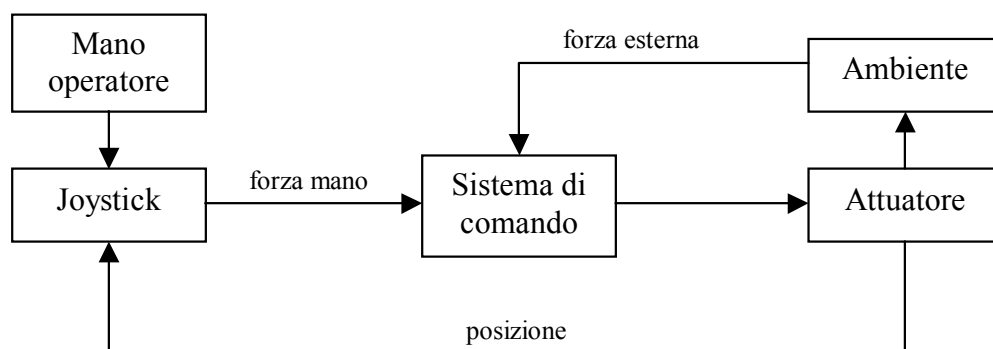 Mano
operatore
forza esterna
Ambiente
Joystick
forza mano
Sistema di
comando
Attuatore
posizione